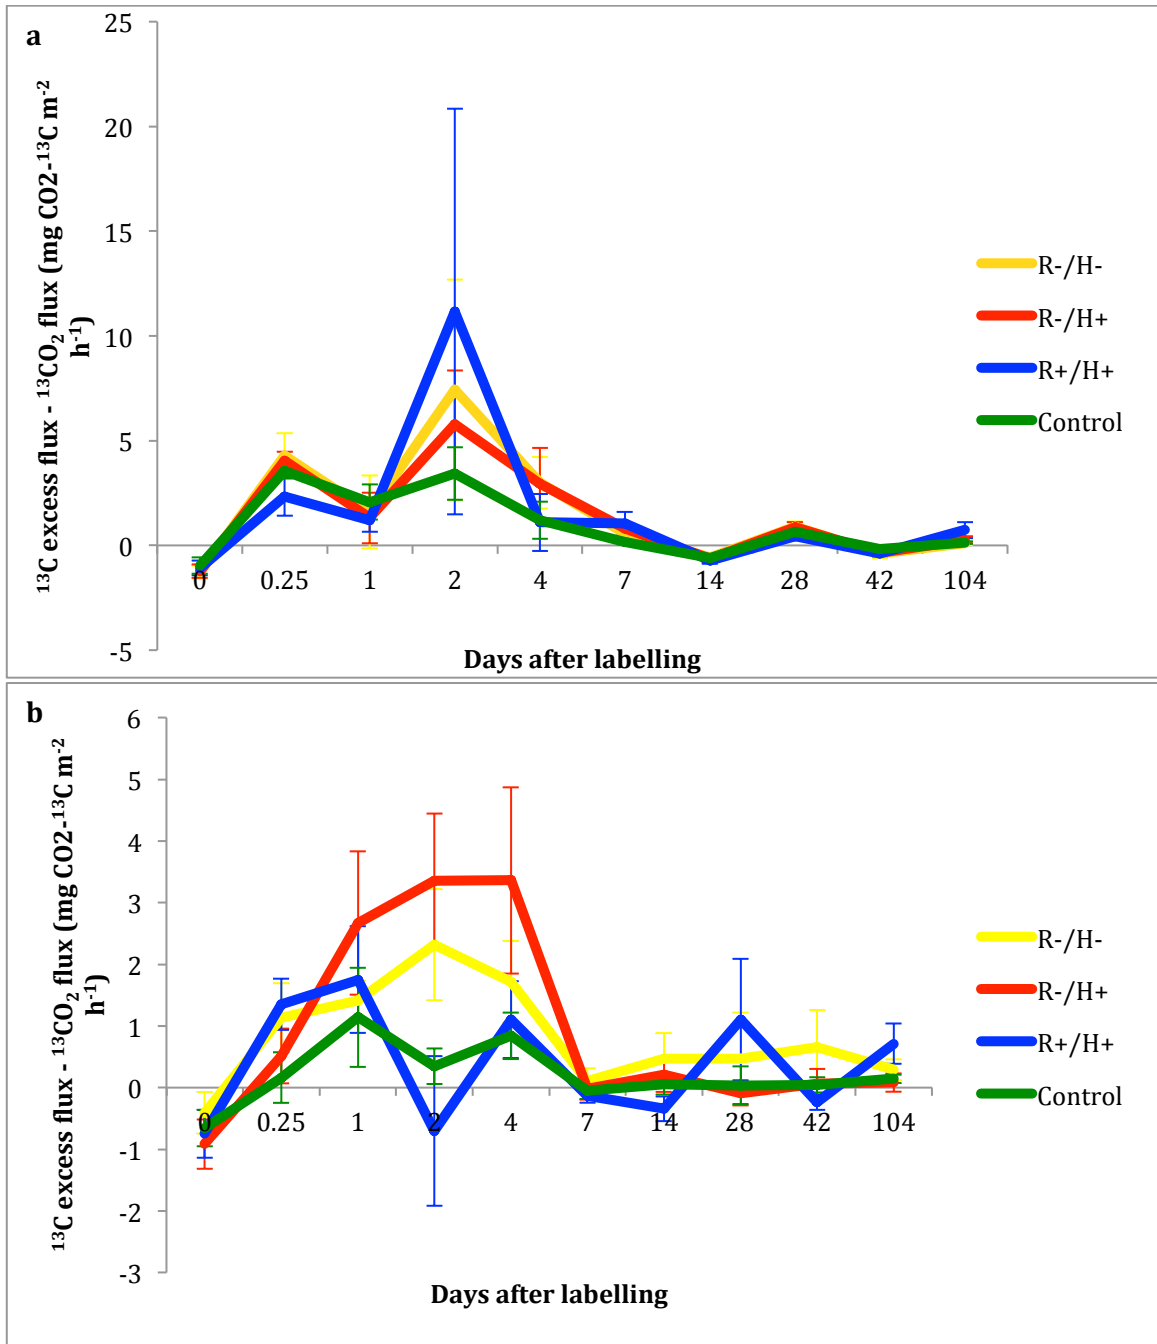 a
25
20
15
10
5
0
-5
¹³C excess flux - ¹³CO₂ flux (mg CO2-¹³C m⁻²
h⁻¹)
0 0.25 1 2 4 7 14 28 42 104
Days after labelling
R-/H-
R-/H+
R+/H+
Control
b
6
5
4
3
2
1
0
-1
-2
-3
¹³C excess flux - ¹³CO₂ flux (mg CO2-¹³C m⁻²
h⁻¹)
0 0.25 1 2 4 7 14 28 42 104
Days after labelling
R-/H-
R-/H+
R+/H+
Control